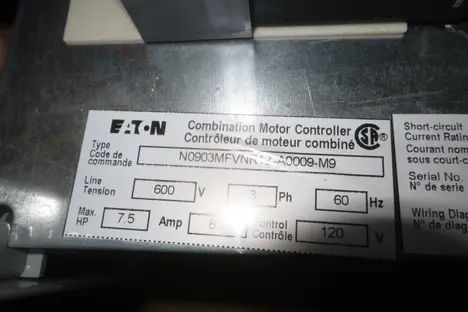 EATON
Combination Motor Controller
Contrôleur de moteur combiné
Type
Code de commande
Line
Tension
600
V
3
Ph
60
Hz
Max.
HP
7.5
Amp
Control
Contrôle
120
V
Short-circuit
Current Rating
Courant nom
sous court-c
Serial No.
N° de série
Wiring Diag
N° de diag